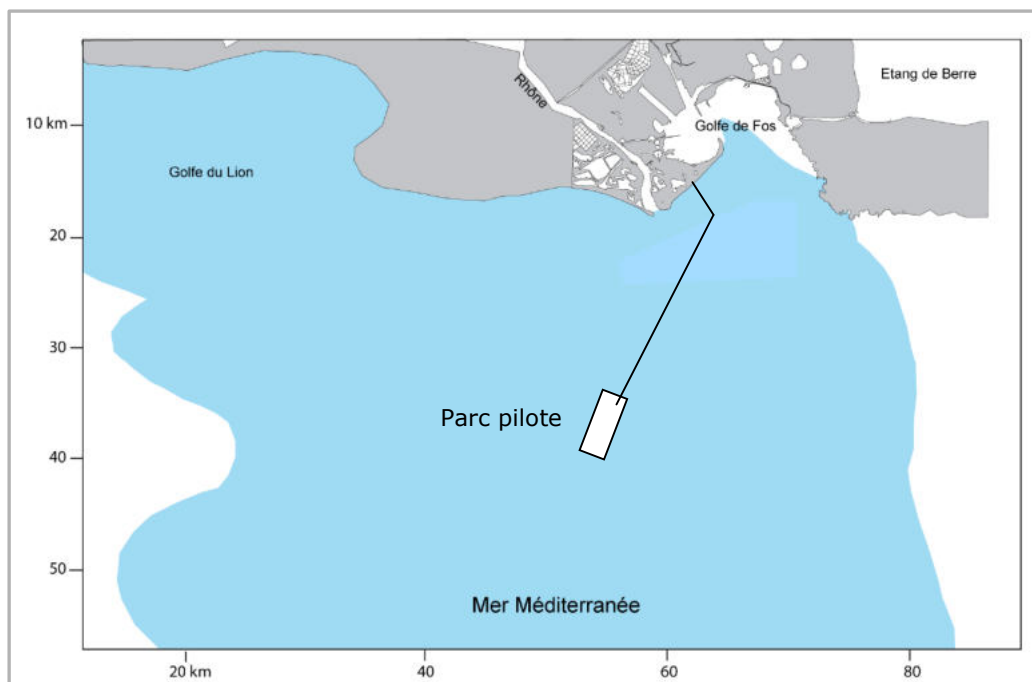 Etang de Berre
Rhône
10 km
Golfe de Fos
Golfe du Lion
20
30
Parc pilote
40
50
Mer Méditerranée
20 km
40
60
80